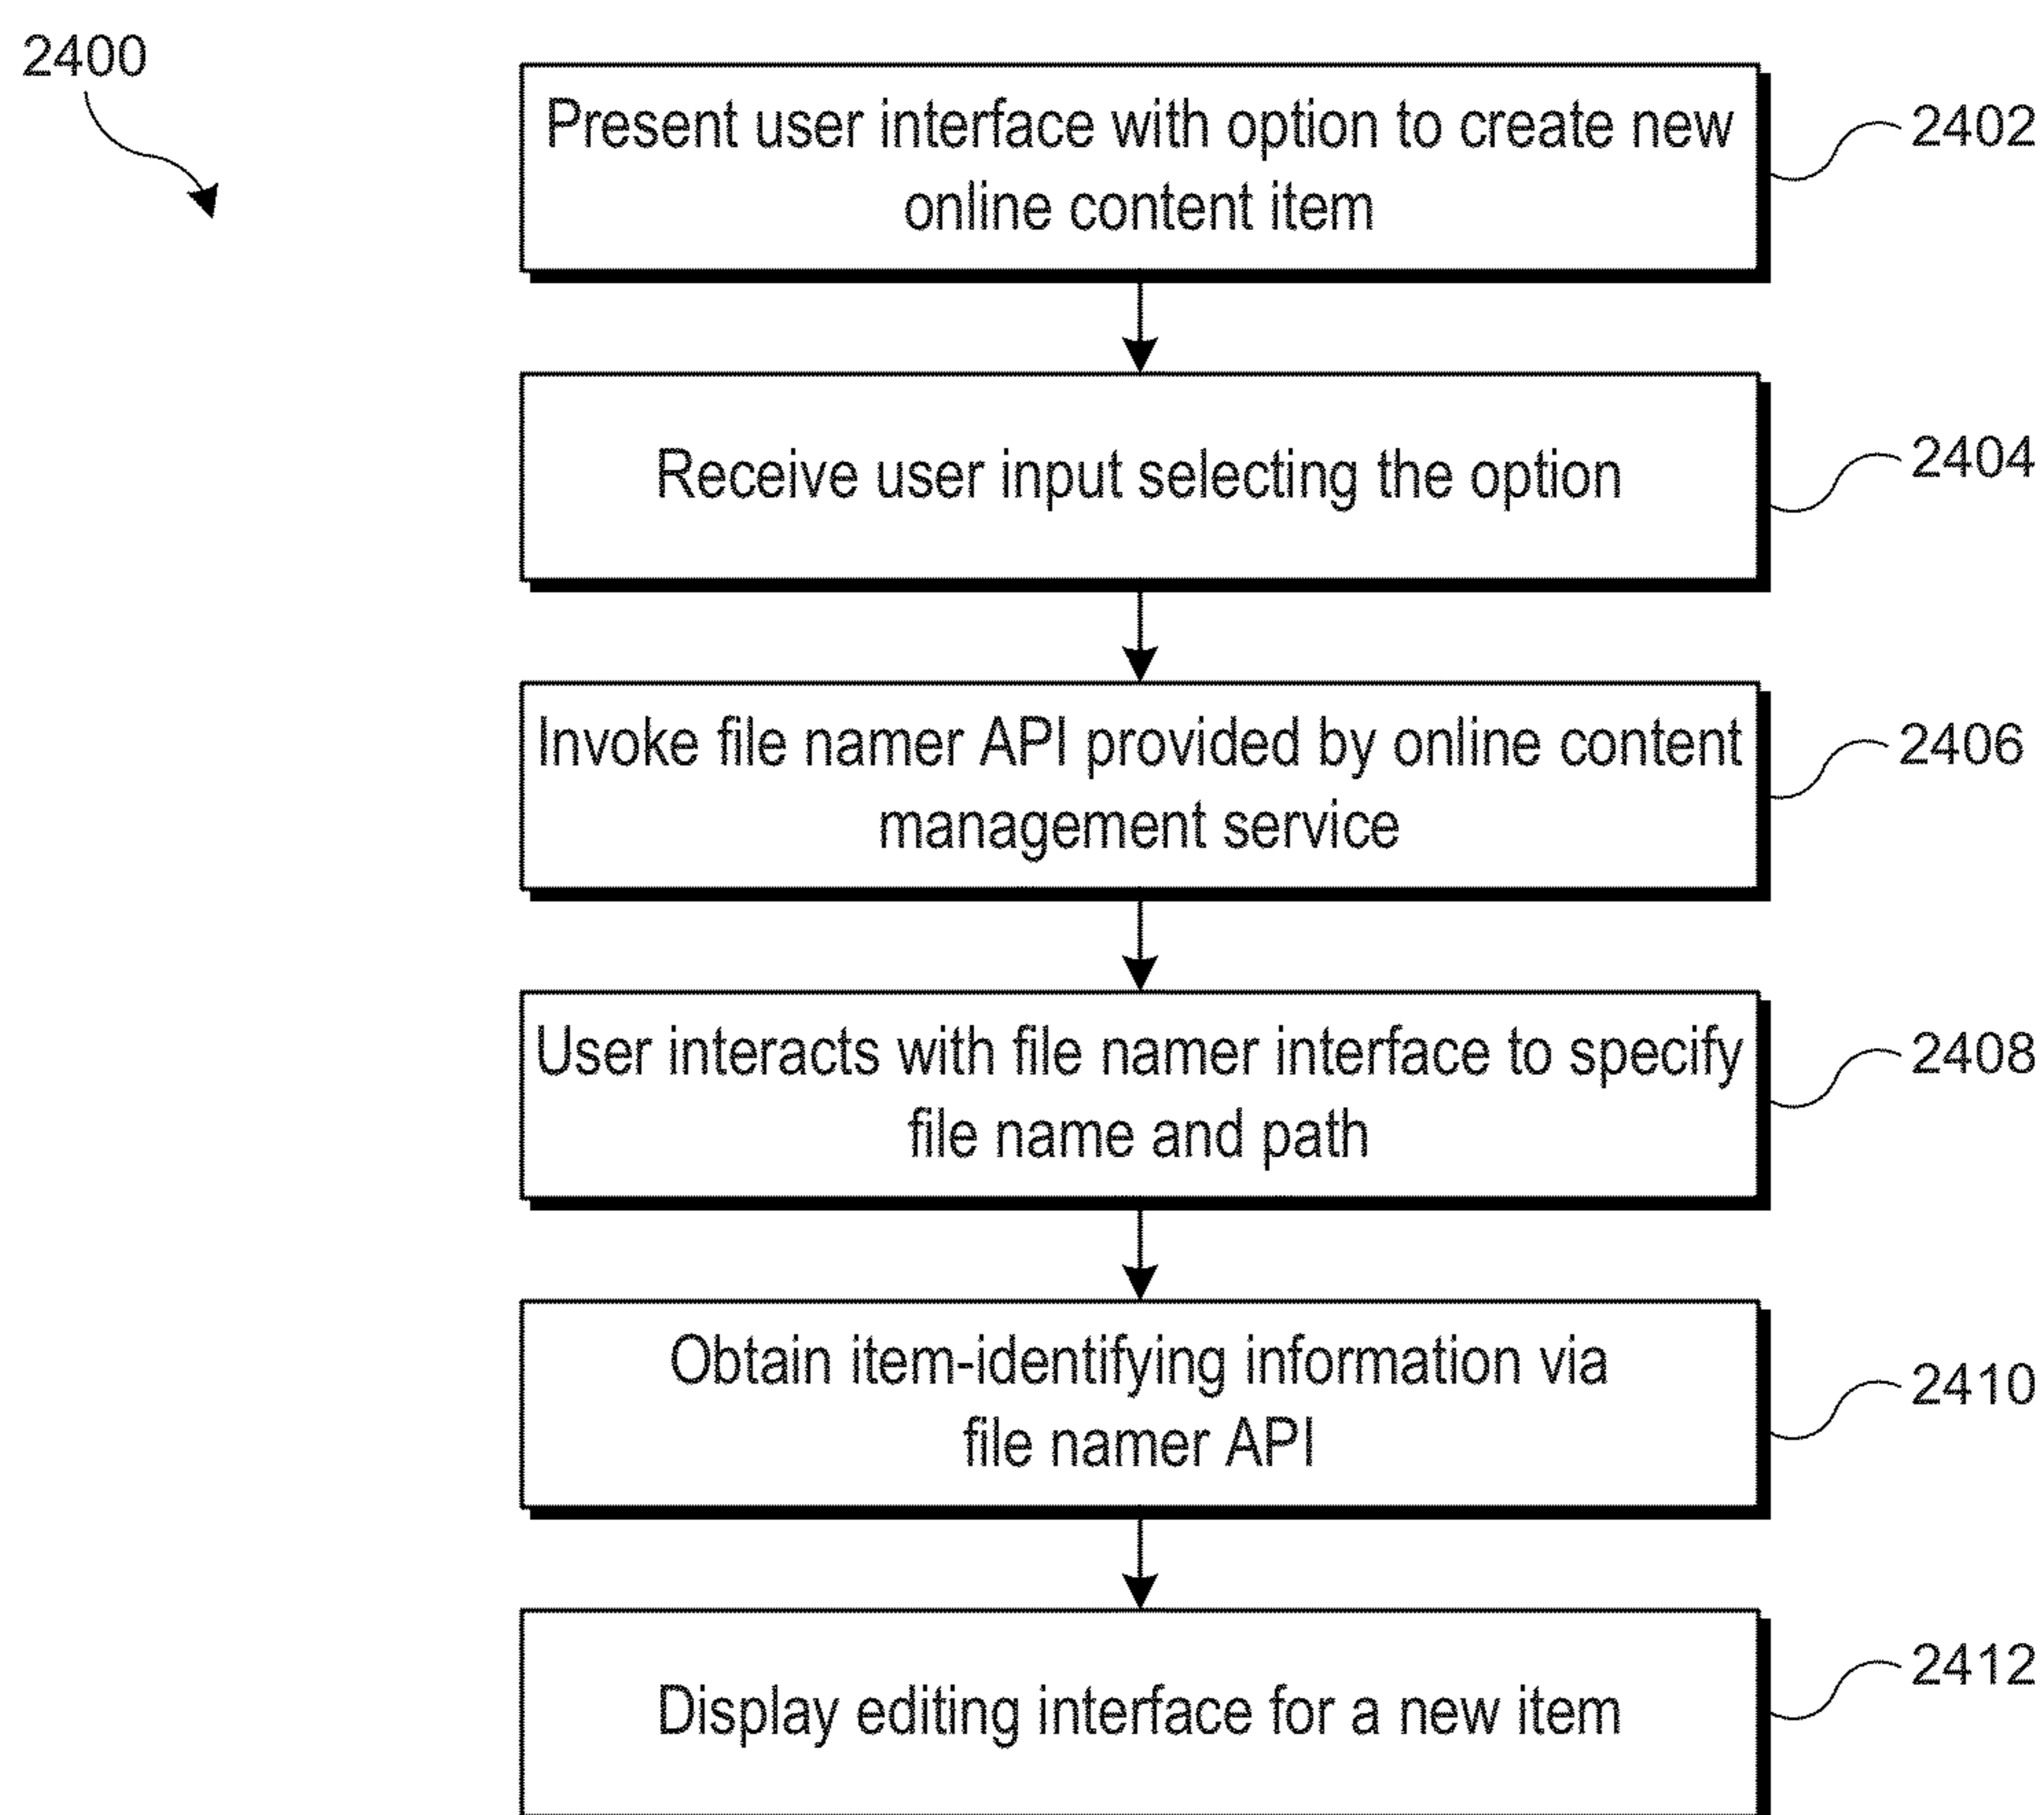 2400
Present user interface with option to create new
online content item
2402
Receive user input selecting the option
2404
Invoke file namer API provided by online content
management service
2406
User interacts with file namer interface to specify
file name and path
2408
Obtain item-identifying information via
file namer API
2410
Display editing interface for a new item
2412